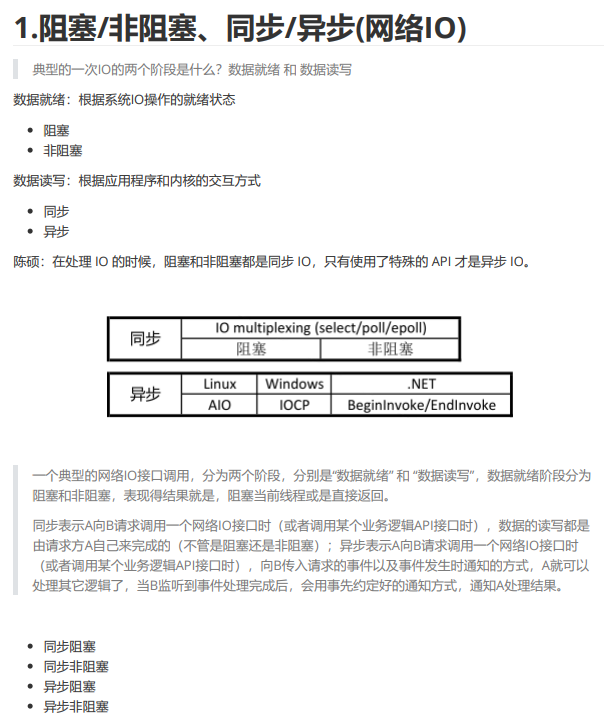 1.阻塞/非阻塞、同步/异步(网络IO)
典型的一次IO的两个阶段是什么？数据就绪 和 数据读写
数据就绪：根据系统IO操作的就绪状态
阻塞
非阻塞
数据读写：根据应用程序和内核的交互方式
同步
异步
陈硕：在处理 IO 的时候，阻塞和非阻塞都是同步 IO，只有使用了特殊的 API 才是异步 IO。
同步 IO multiplexing (select/poll/epoll)
阻塞 非阻塞
异步 Linux Windows .NET
AIO IOCP BeginInvoke/EndInvoke
一个典型的网络IO接口调用，分为两个阶段，分别是“数据就绪” 和 “数据读写”，数据就绪阶段分为
阻塞和非阻塞，表现得结果就是，阻塞当前线程或是直接返回。
同步表示A向B请求调用一个网络IO接口时（或者调用某个业务逻辑API接口时），数据的读写都是
由请求方A自己来完成的（不管是阻塞还是非阻塞）；异步表示A向B请求调用一个网络IO接口时
（或者调用某个业务逻辑API接口时），向B传入请求的事件以及事件发生时通知的方式，A就可以
处理其它逻辑了，当B监听到事件处理完成后，会用事先约定好的通知方式，通知A处理结果。
同步阻塞
同步非阻塞
异步阻塞
异步非阻塞